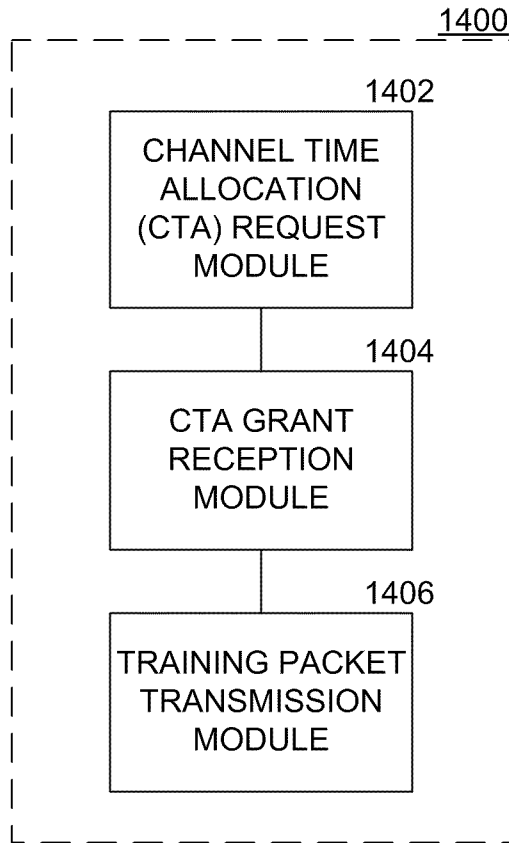 1400
1402
CHANNEL TIME
ALLOCATION
(CTA) REQUEST
MODULE
1404
CTA GRANT
RECEPTION
MODULE
1406
TRAINING PACKET
TRANSMISSION
MODULE